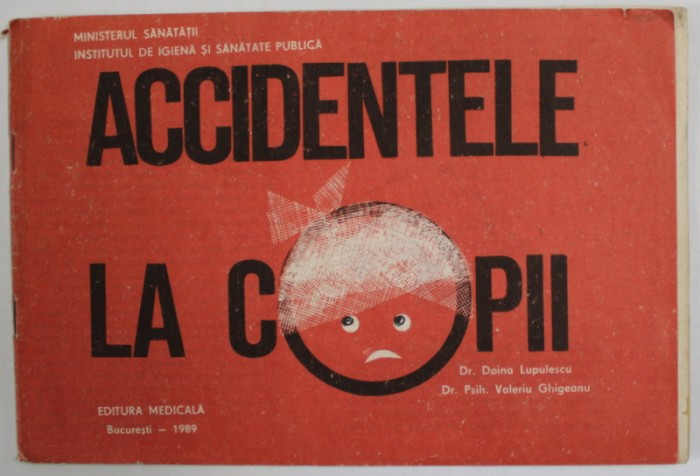 MINISTERUL SĂNĂTĂȚII
INSTITUTUL DE IGIENĂ ȘI SĂNĂTATE PUBLICĂ
ACCIDENTELE
LA COPII
Dr. Doina Lupulescu
Dr. Psih. Valeriu Ghigeanu
EDITURA MEDICALĂ
București – 1989